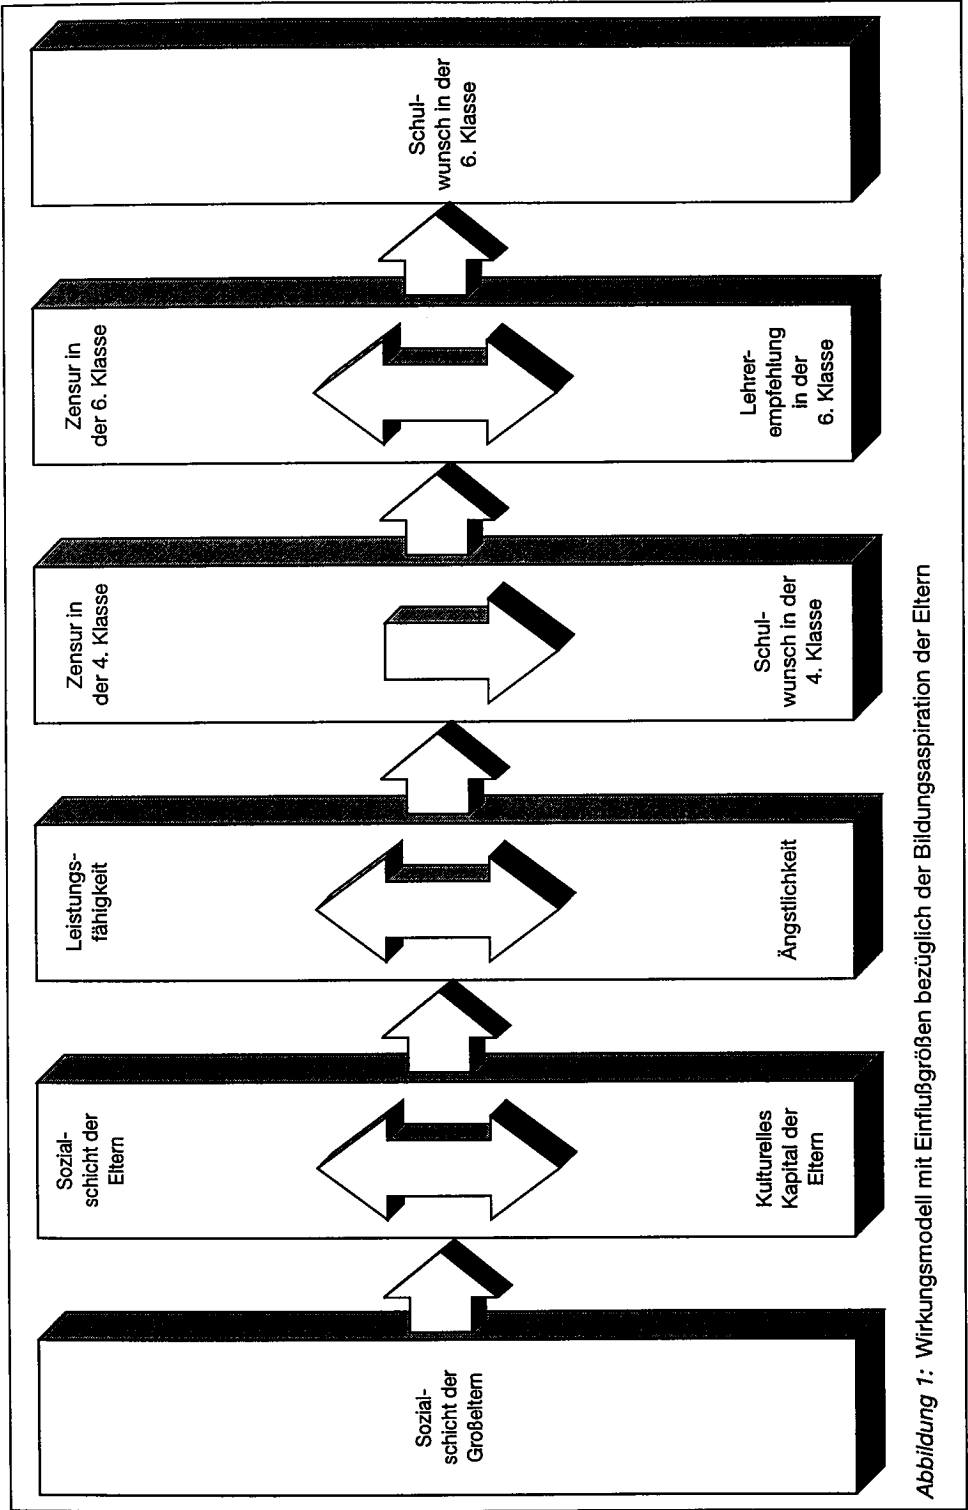 Sozial-
schicht der
Großeltern
Sozial-
schicht der
Eltern
Kulturelles
Kapital der
Eltern
Leistungs-
fähigkeit
Ängstlichkeit
Zensur in
der 4. Klasse
Schul-
wunsch in der
4. Klasse
Zensur in
der 6. Klasse
Lehrer-
empfehlung
in der
6. Klasse
Schul-
wunsch in der
6. Klasse
Abbildung 1: Wirkungsmodell mit Einflußgrößen bezüglich der Bildungsaspiration der Eltern